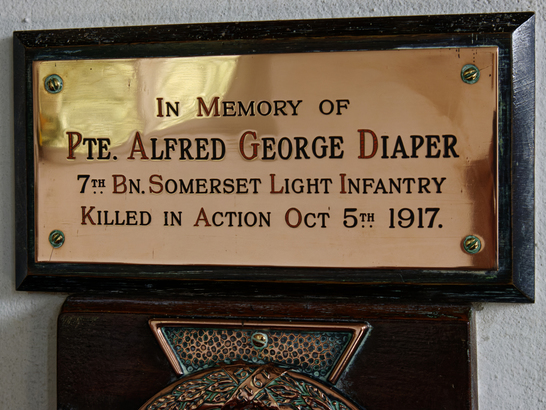 In Memory of
Pte. Alfred George Diaper
7th Bn. Somerset Light Infantry
Killed in Action Oct 5th 1917.